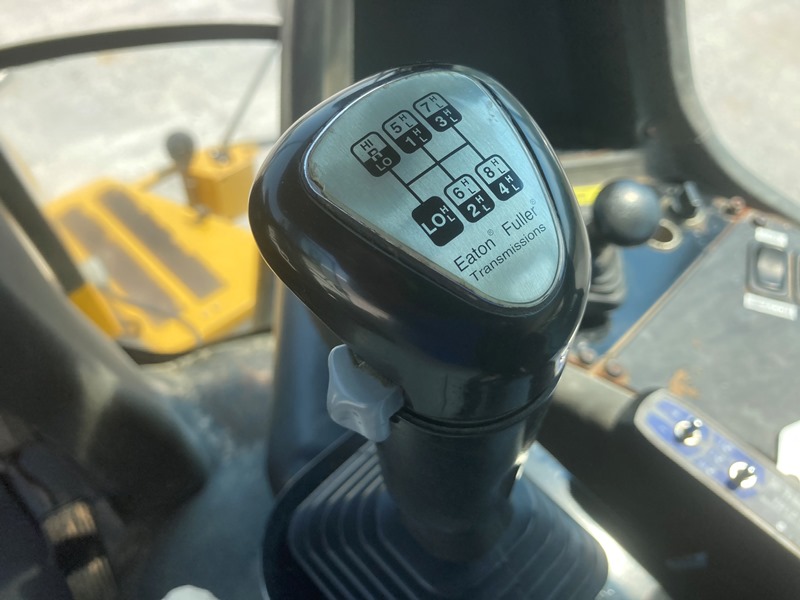 HI R LO 5 H L 1 H L 7 H L 3 H L
LO H L 6 H L 2 H L 8 H L 4 H L
Eaton® Fuller®
Transmissions